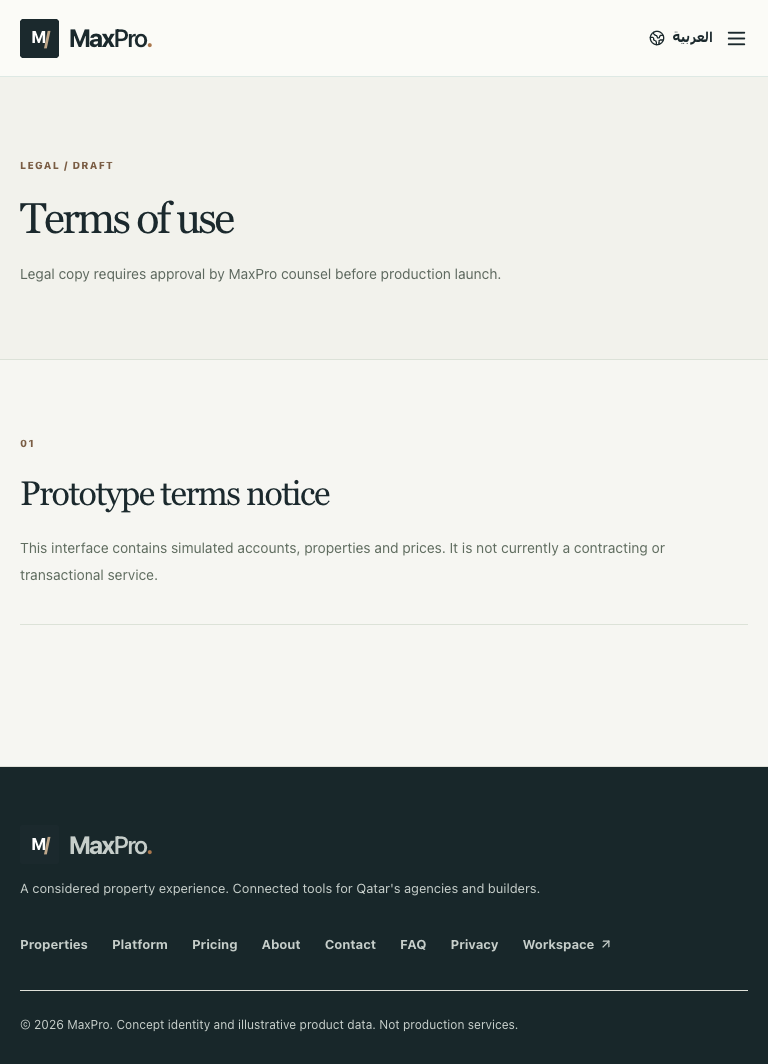 M/ MaxPro.
العربية
LEGAL / DRAFT
Terms of use
Legal copy requires approval by MaxPro counsel before production launch.
01
Prototype terms notice
This interface contains simulated accounts, properties and prices. It is not currently a contracting or
transactional service.
M/ MaxPro.
A considered property experience. Connected tools for Qatar's agencies and builders.
Properties Platform Pricing About Contact FAQ Privacy Workspace ↗
© 2026 MaxPro. Concept identity and illustrative product data. Not production services.